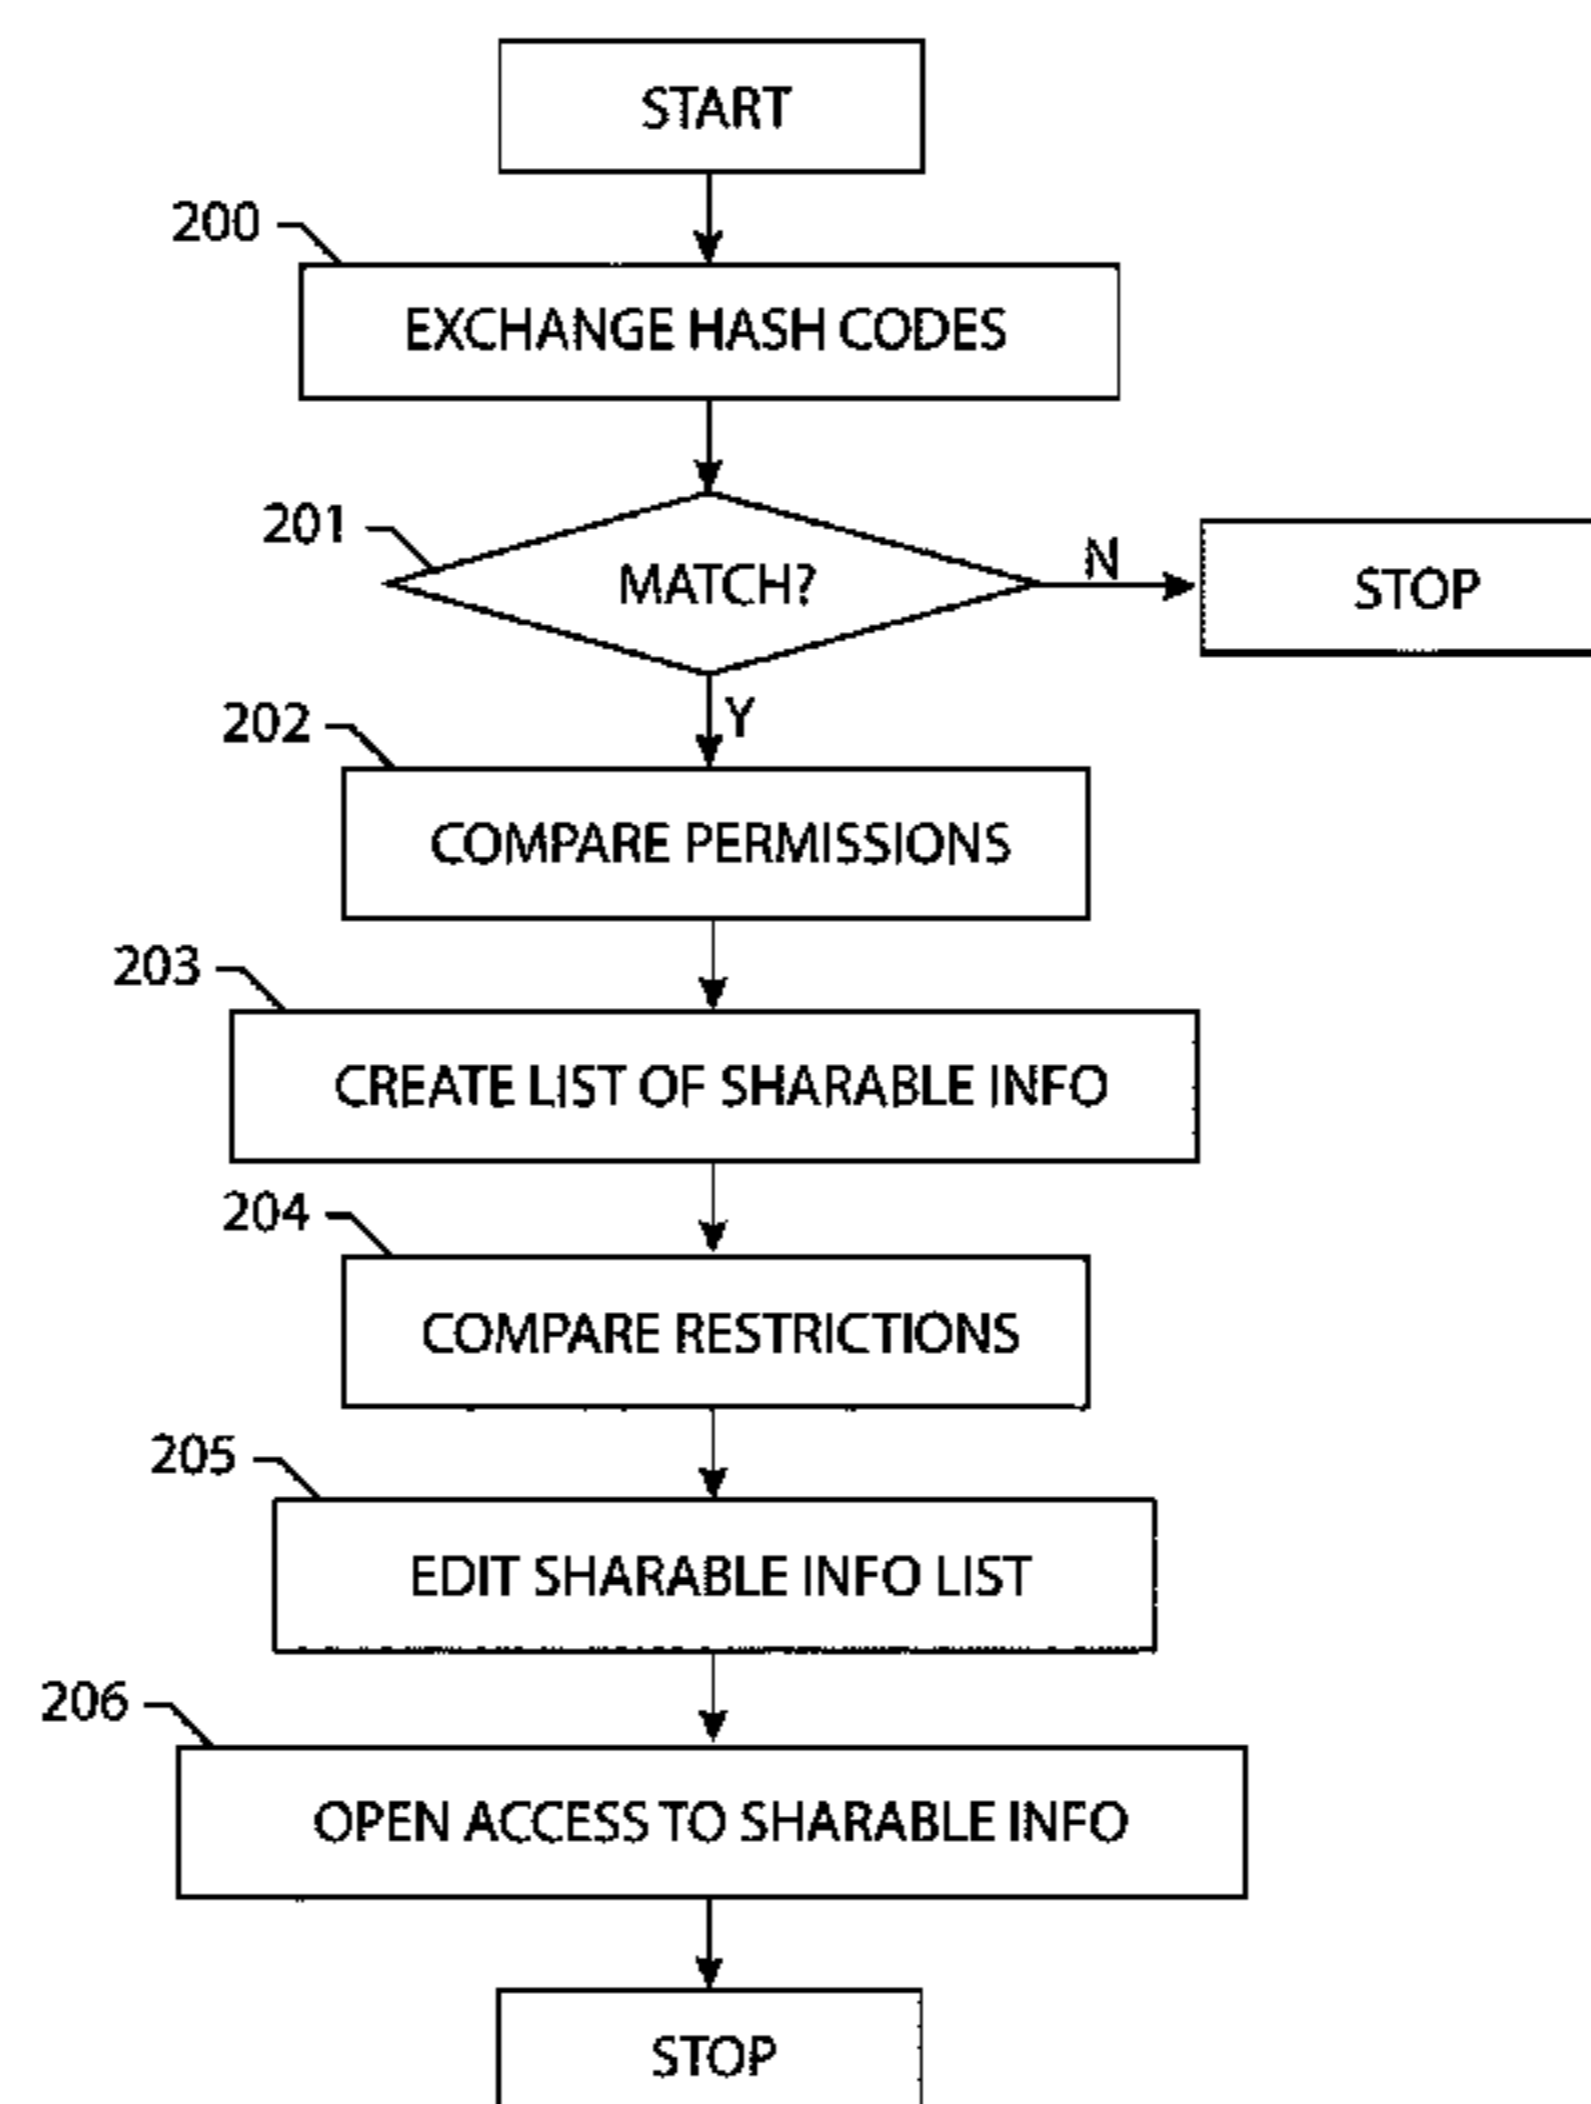 START
200
EXCHANGE HASH CODES
201
MATCH?
N
STOP
Y
202
COMPARE PERMISSIONS
203
CREATE LIST OF SHARABLE INFO
204
COMPARE RESTRICTIONS
205
EDIT SHARABLE INFO LIST
206
OPEN ACCESS TO SHARABLE INFO
STOP